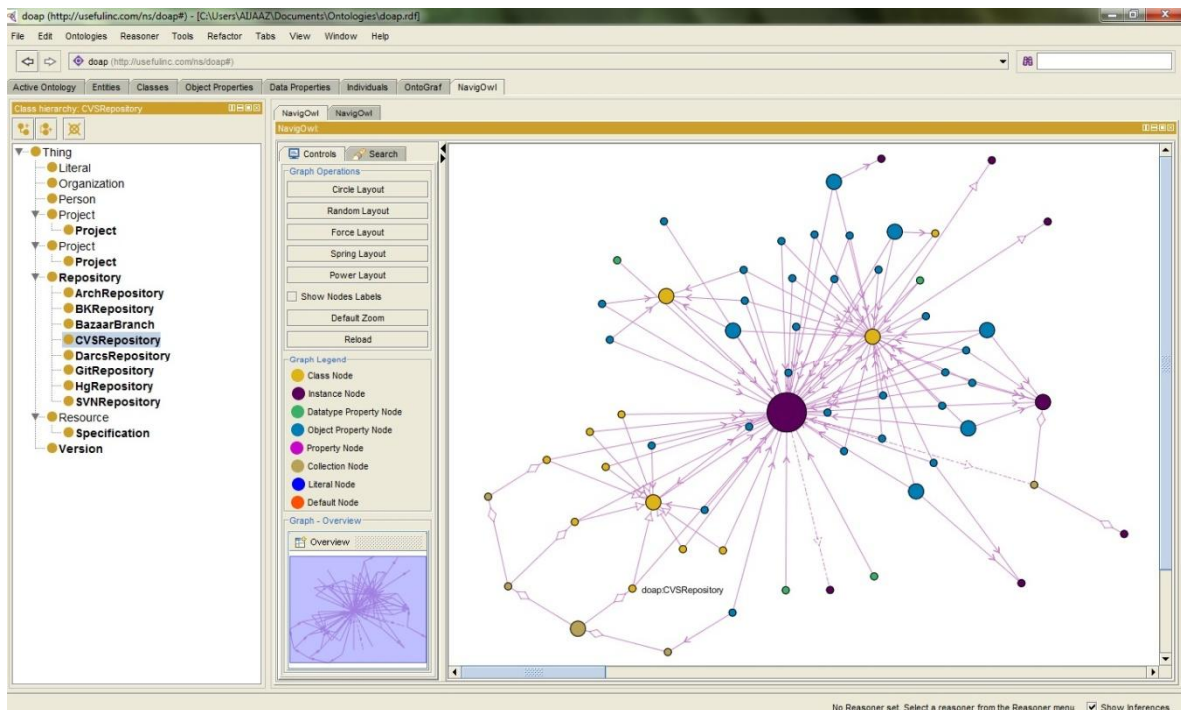 doap (http://usefulinc.com/ns/doap#) - [C:\Users\AIJAAZ\Documents\Ontologies\doap.rdf]
File Edit Ontologies Reasoner Tools Refactor Tabs View Window Help
doap (http://usefulinc.com/ns/doap#)
Active Ontology Entities Classes Object Properties Data Properties Individuals OntoGraf NavigOwl
Class hierarchy: CVSRepository
Thing
Literal
Organization
Person
Project
Project
Project
Project
Repository
ArchRepository
BKRepository
BazaarBranch
CVSRepository
DarcsRepository
GitRepository
HgRepository
SVNRepository
Resource
Specification
Version
NavigOwl NavigOwl
NavigOwl:
Controls Search
Graph Operations
Circle Layout
Random Layout
Force Layout
Spring Layout
Power Layout
Show Nodes Labels
Default Zoom
Reload
Graph Legend
Class Node
Instance Node
Datatype Property Node
Object Property Node
Property Node
Collection Node
Literal Node
Default Node
Graph - Overview
Overview
doap:CVSRepository
No Reasoner set. Select a reasoner from the Reasoner menu Show Inferences